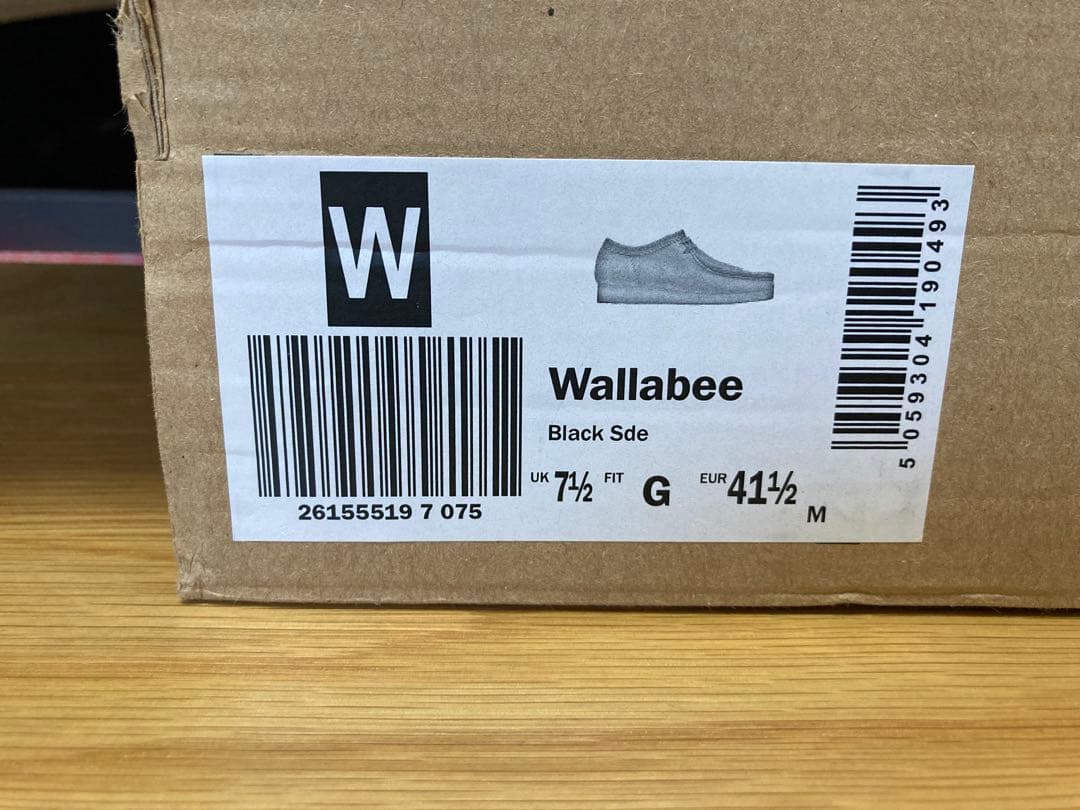 W
26155519 7 075
Wallabee
Black Sde
UK 7½ FIT G EUR 41½ M
5 059304 190493